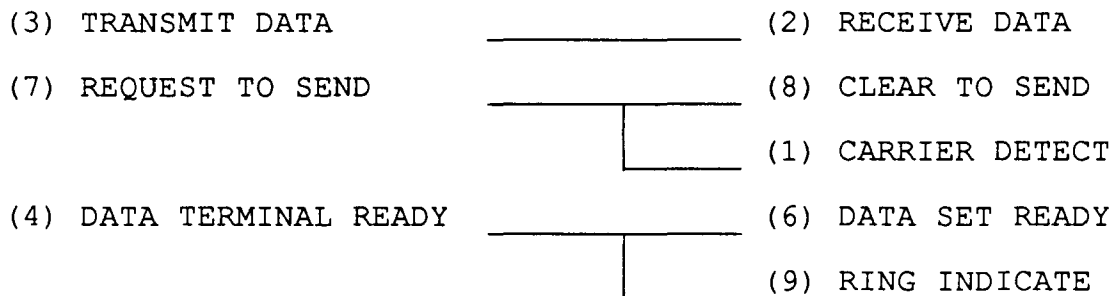 (3) TRANSMIT DATA (2) RECEIVE DATA
(7) REQUEST TO SEND (8) CLEAR TO SEND
(1) CARRIER DETECT
(4) DATA TERMINAL READY (6) DATA SET READY
(9) RING INDICATE